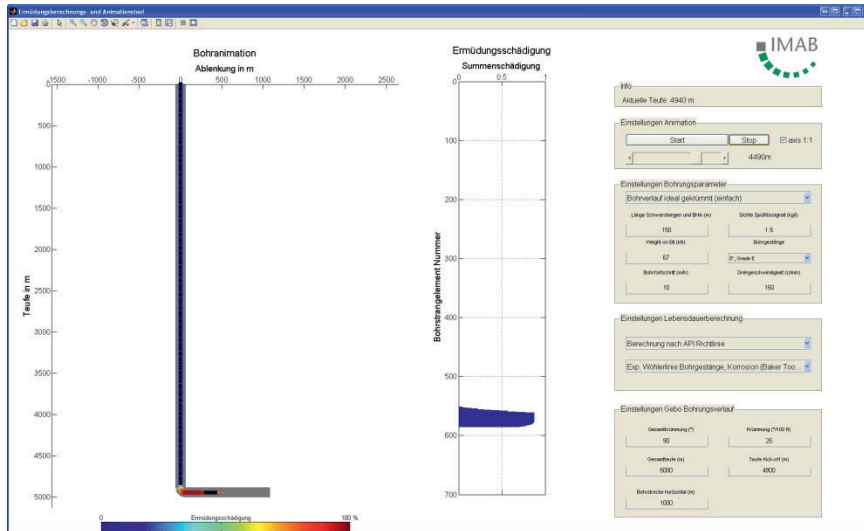 Ermüdungsberechnungs- und Animationstool
Bohranimation
Ablenkung in m
-1500 -1000 -500 0 500 1000 1500 2000 2500
0
500
1000
1500
2000
2500
3000
3500
4000
4500
5000
Teufe in m
Ermüdungsschädigung
0 100 %
Ermüdungsschädigung
Summenschädigung
0 0.5 1
0
100
200
300
400
500
600
700
Bohrstrangelement Nummer
IMAB
Info
Aktuelle Teufe: 4940 m
Einstellungen Animation
Start Stop axis 1:1
4490m
Einstellungen Bohrungsparameter
Bohrverlauf ideal gekrümmt (einfach)
Länge Schwerstangen und BHA (m) Dichte Spülflüssigkeit (kg/l)
150 1.5
Weight on Bit (kN) Bohrgestänge
67 5", Grade E
Bohrfortschritt (m/h) Drehgeschwindigkeit (U/min)
10 150
Einstellungen Lebensdauerberechnung
Berechnung nach API Richtlinie
Exp. Wöhlerlinie Bohrgestänge, Korrosion (Baker Too...
Einstellungen Gebo Bohrungsverlauf
Gesamtkrümmung (°) Krümmung (°/100 ft)
90 25
Gesamtteufe (m) Teufe Kick-off (m)
5000 4900
Bohrstrecke horizontal (m)
1000